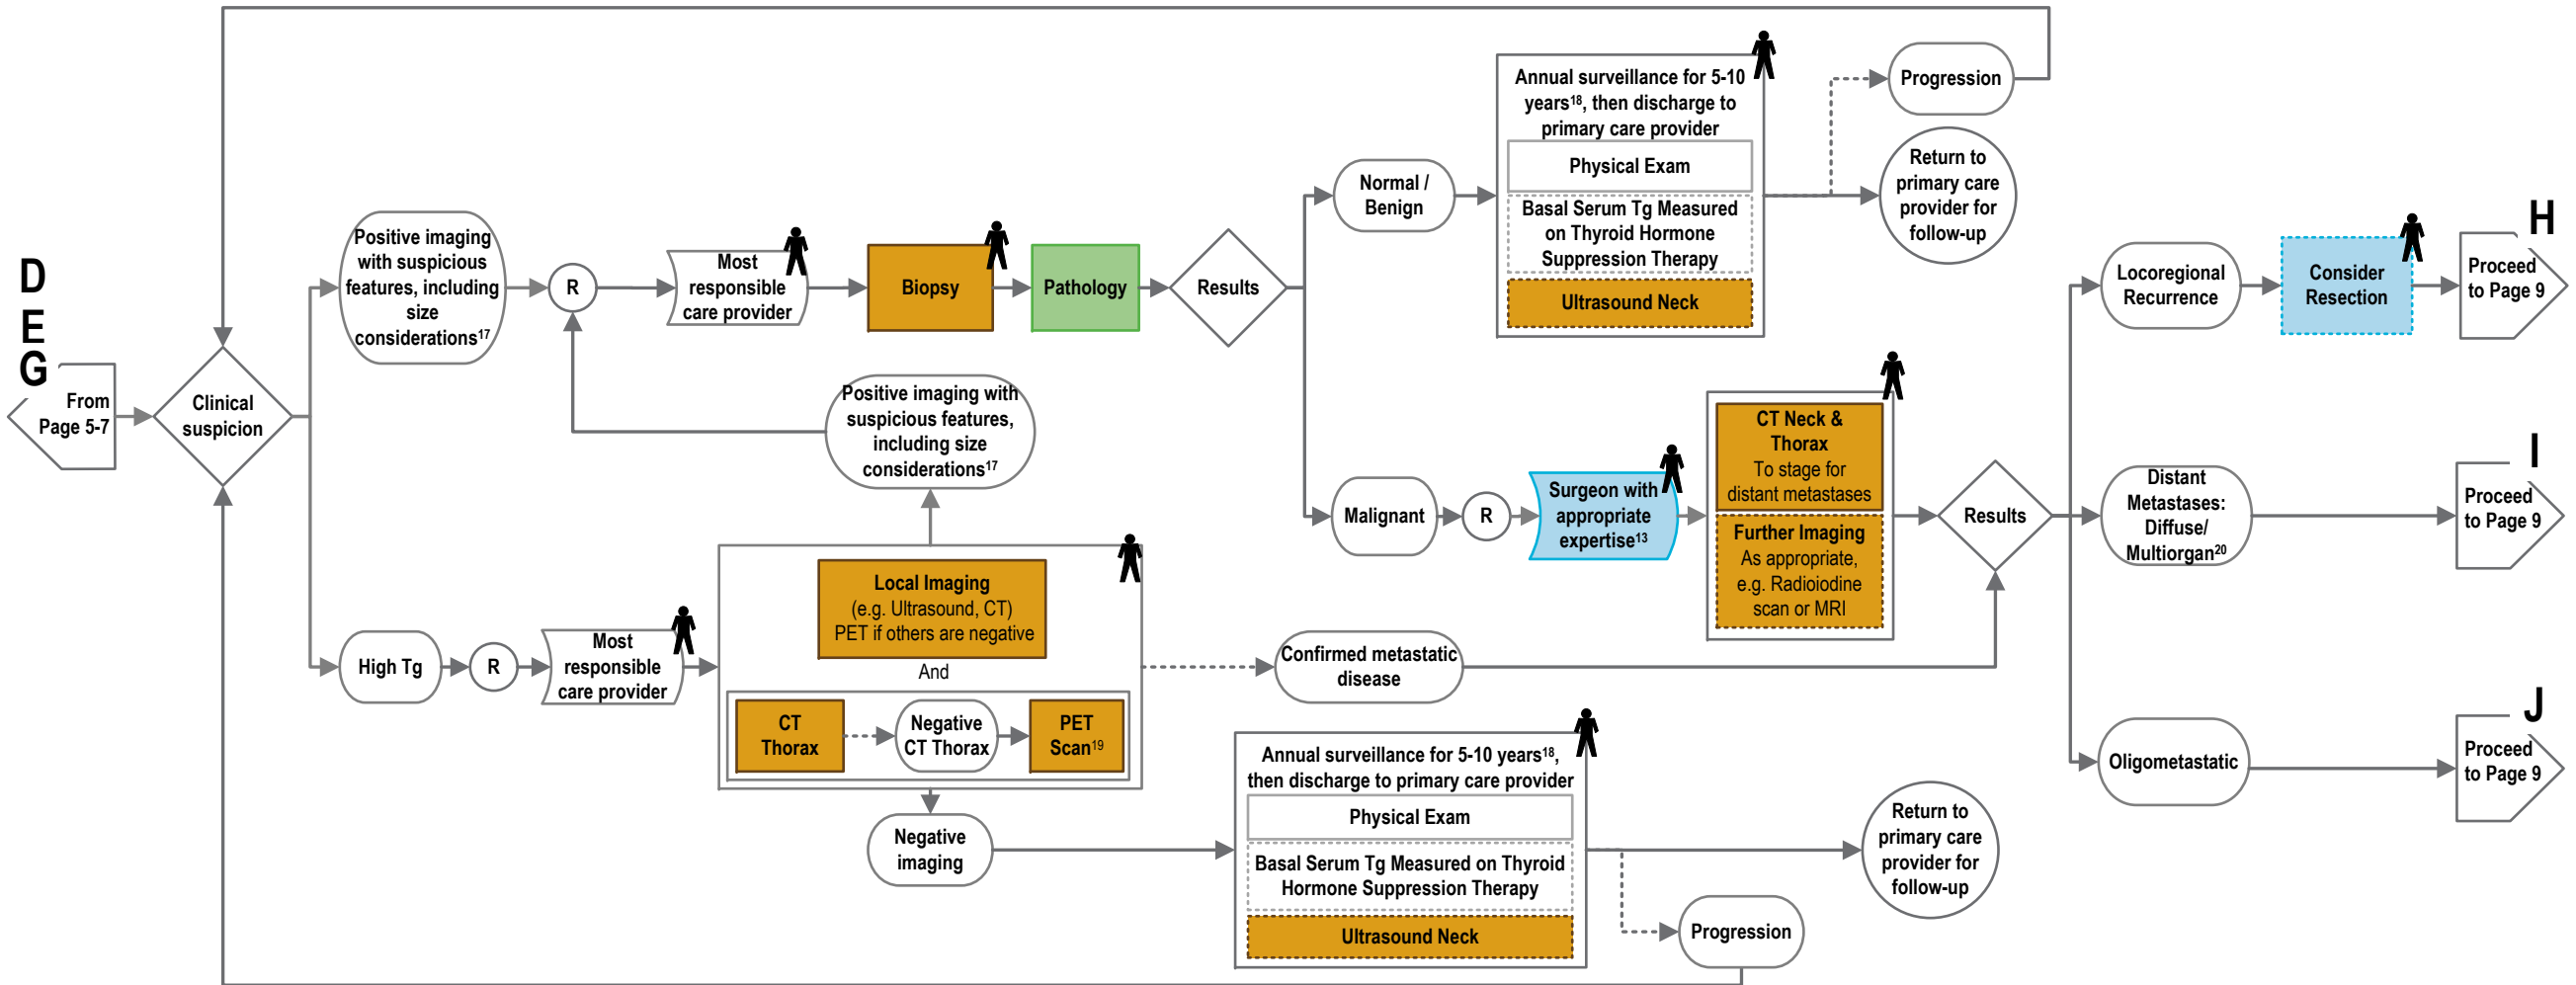 D
E
G
From
Page 5-7
Clinical
suspicion
Positive imaging
with suspicious
features, including
size
considerations17
R
Most
responsible
care provider
Biopsy
Pathology
Results
Normal /
Benign
Annual surveillance for 5-10
years18, then discharge to
primary care provider
Physical Exam
Basal Serum Tg Measured
on Thyroid Hormone
Suppression Therapy
Ultrasound Neck
Progression
Return to
primary care
provider for
follow-up
Positive imaging with
suspicious features,
including size
considerations17
Malignant
R
Surgeon with
appropriate
expertise13
CT Neck &
Thorax
To stage for
distant metastases
Further Imaging
As appropriate,
e.g. Radioiodine
scan or MRI
Results
Locoregional
Recurrence
Consider
Resection
H
Proceed
to Page 9
Distant
Metastases:
Diffuse/
Multiorgan20
I
Proceed
to Page 9
Oligometastatic
J
Proceed
to Page 9
High Tg
R
Most
responsible
care provider
Local Imaging
(e.g. Ultrasound, CT)
PET if others are negative
And
CT
Thorax
Negative
CT Thorax
PET
Scan19
Confirmed metastatic
disease
Negative
imaging
Annual surveillance for 5-10 years18,
then discharge to primary care provider
Physical Exam
Basal Serum Tg Measured on Thyroid
Hormone Suppression Therapy
Ultrasound Neck
Progression
Return to
primary care
provider for
follow-up